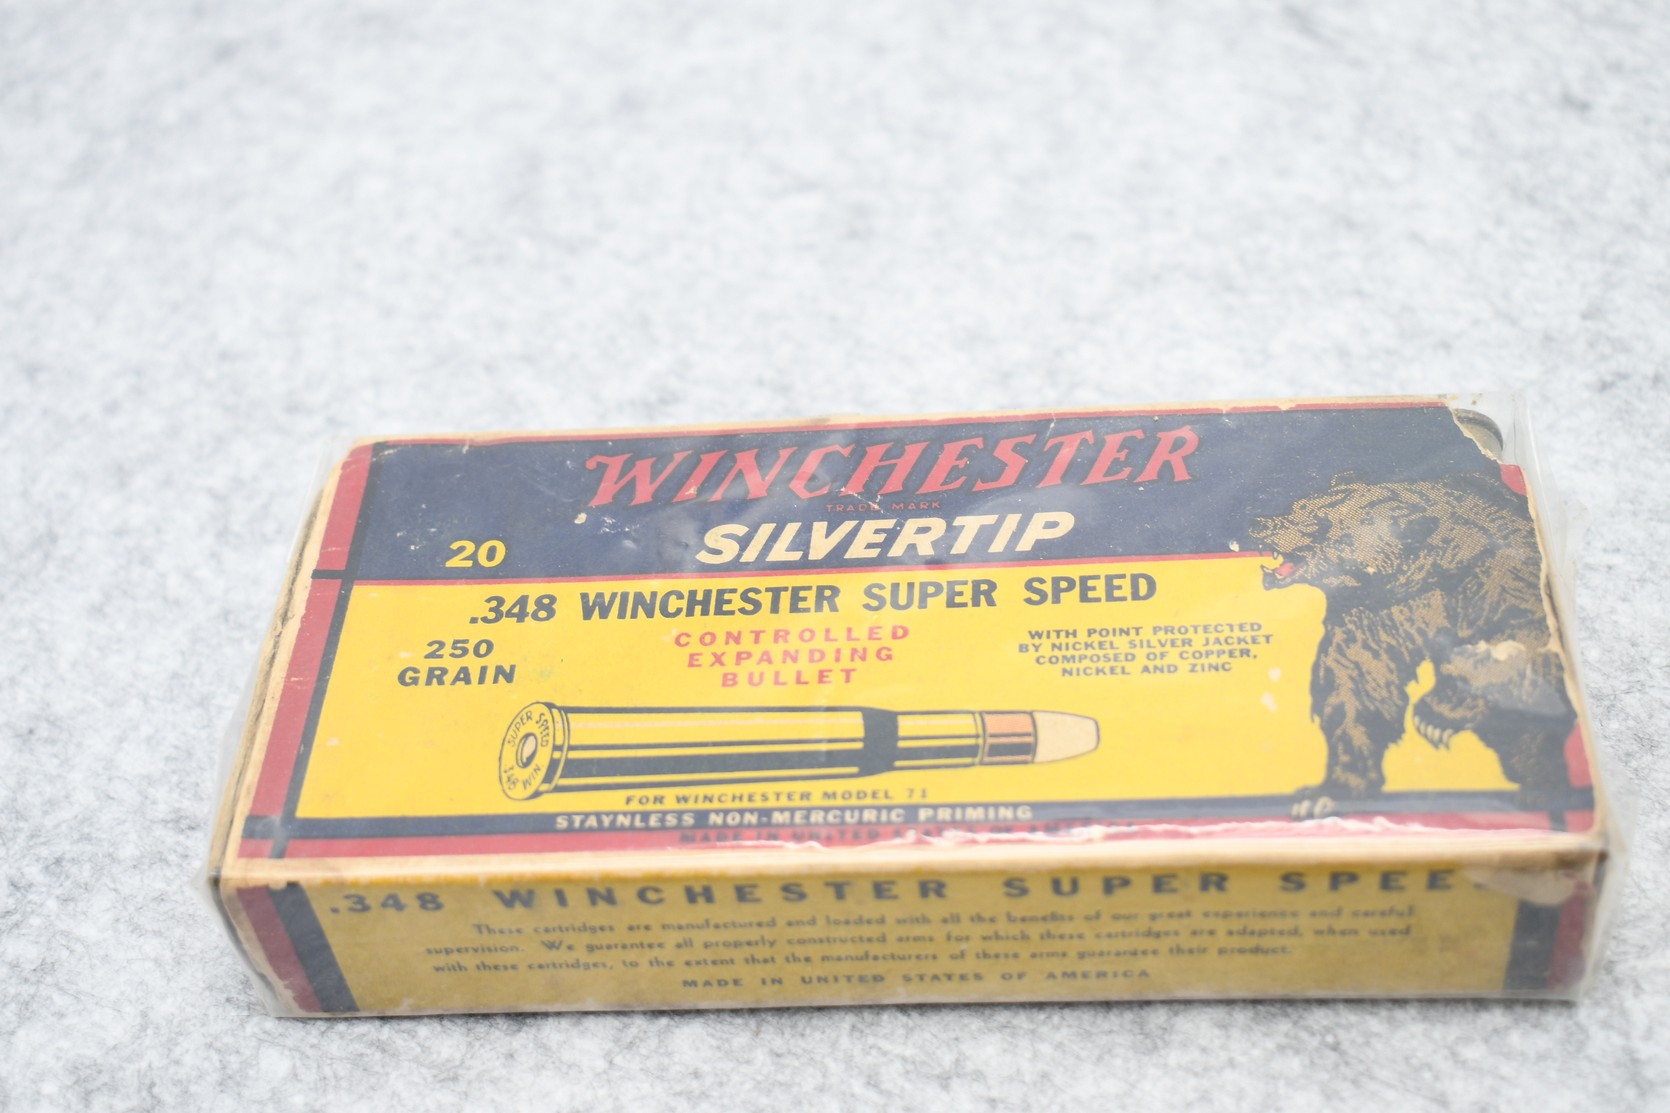 WINCHESTER
TRADE MARK
SILVERTIP
20
.348 WINCHESTER SUPER SPEED
250
GRAIN
CONTROLLED
EXPANDING
BULLET
WITH POINT PROTECTED
BY NICKEL SILVER JACKET
COMPOSED OF COPPER,
NICKEL AND ZINC
SUPER SPEED
348 WIN
FOR WINCHESTER MODEL 71
STAYNLESS NON-MERCURIC PRIMING
MADE IN UNITED
.348 WINCHESTER SUPER SPEE
These cartridges are manufactured and loaded with all the benefits of our great experience and careful
supervision. We guarantee all properly constructed arms for which these cartridges are adapted, when used
with these cartridges, to the extent that the manufacturers of these arms guarantee their product.
MADE IN UNITED STATES OF AMERICA